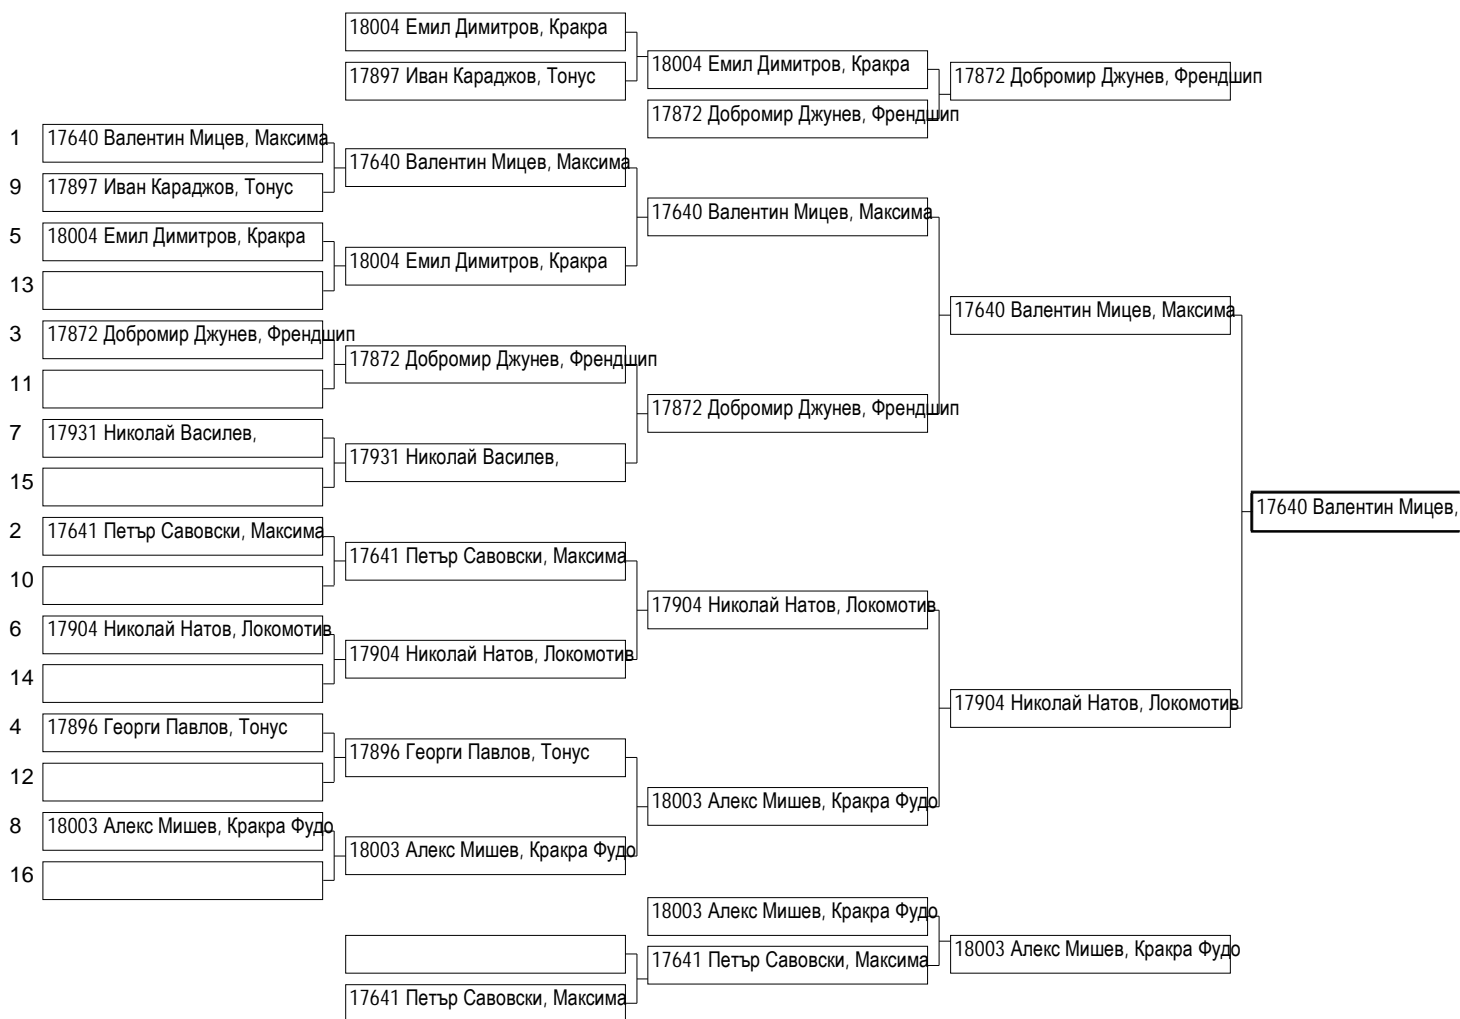 18004 Емил Димитров, Кракра
17897 Иван Караджов, Тонус
18004 Емил Димитров, Кракра
17872 Добромир Джунев, Френдшип
17872 Добромир Джунев, Френдшип
1 17640 Валентин Мицев, Максима
9 17897 Иван Караджов, Тонус
5 18004 Емил Димитров, Кракра
13
3 17872 Добромир Джунев, Френдшип
11
7 17931 Николай Василев,
15
2 17641 Петър Савовски, Максима
10
6 17904 Николай Натов, Локомотив
14
4 17896 Георги Павлов, Тонус
12
8 18003 Алекс Мишев, Кракра Фудо
16
17640 Валентин Мицев, Максима
18004 Емил Димитров, Кракра
17872 Добромир Джунев, Френдшип
17931 Николай Василев,
17641 Петър Савовски, Максима
17904 Николай Натов, Локомотив
17896 Георги Павлов, Тонус
18003 Алекс Мишев, Кракра Фудо
17640 Валентин Мицев, Максима
17872 Добромир Джунев, Френдшип
17904 Николай Натов, Локомотив
18003 Алекс Мишев, Кракра Фудо
17640 Валентин Мицев, Максима
17904 Николай Натов, Локомотив
17640 Валентин Мицев,
17641 Петър Савовски, Максима
18003 Алекс Мишев, Кракра Фудо
17641 Петър Савовски, Максима
18003 Алекс Мишев, Кракра Фудо